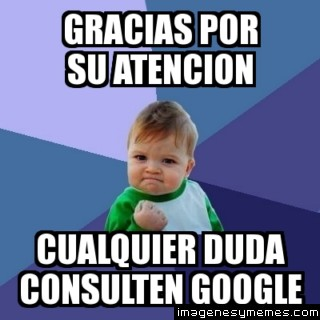 GRACIAS POR
SU ATENCION
CUALQUIER DUDA
CONSULTEN GOOGLE
imagenesymemes.com